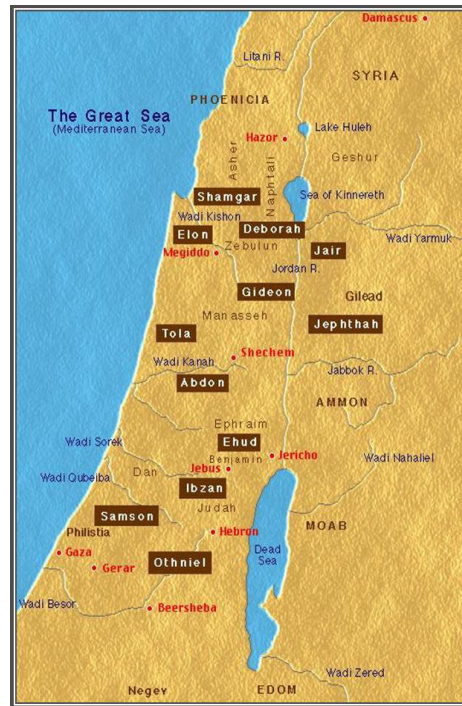 Damascus
Litani R.
SYRIA
PHOENICIA
The Great Sea
(Mediterranean Sea)
Lake Huleh
Hazor
Asher
Naphtali
Geshur
Shamgar
Sea of Kinnereth
Wadi Kishon
Deborah
Elon
Zebulun
Wadi Yarmuk
Megiddo
Jair
Jordan R.
Gideon
Gilead
Manasseh
Jephthah
Tola
Shechem
Wadi Kanah
Jabbok R.
Abdon
AMMON
Ephraim
Wadi Sorek
Ehud
Benjamin
Jericho
Wadi Nahaliel
Dan
Jebus
Wadi Qubeiba
Ibzan
Judah
Samson
MOAB
Philistia
Hebron
Gaza
Dead
Sea
Gerar
Othniel
Wadi Besor
Beersheba
Wadi Zered
Negev
EDOM